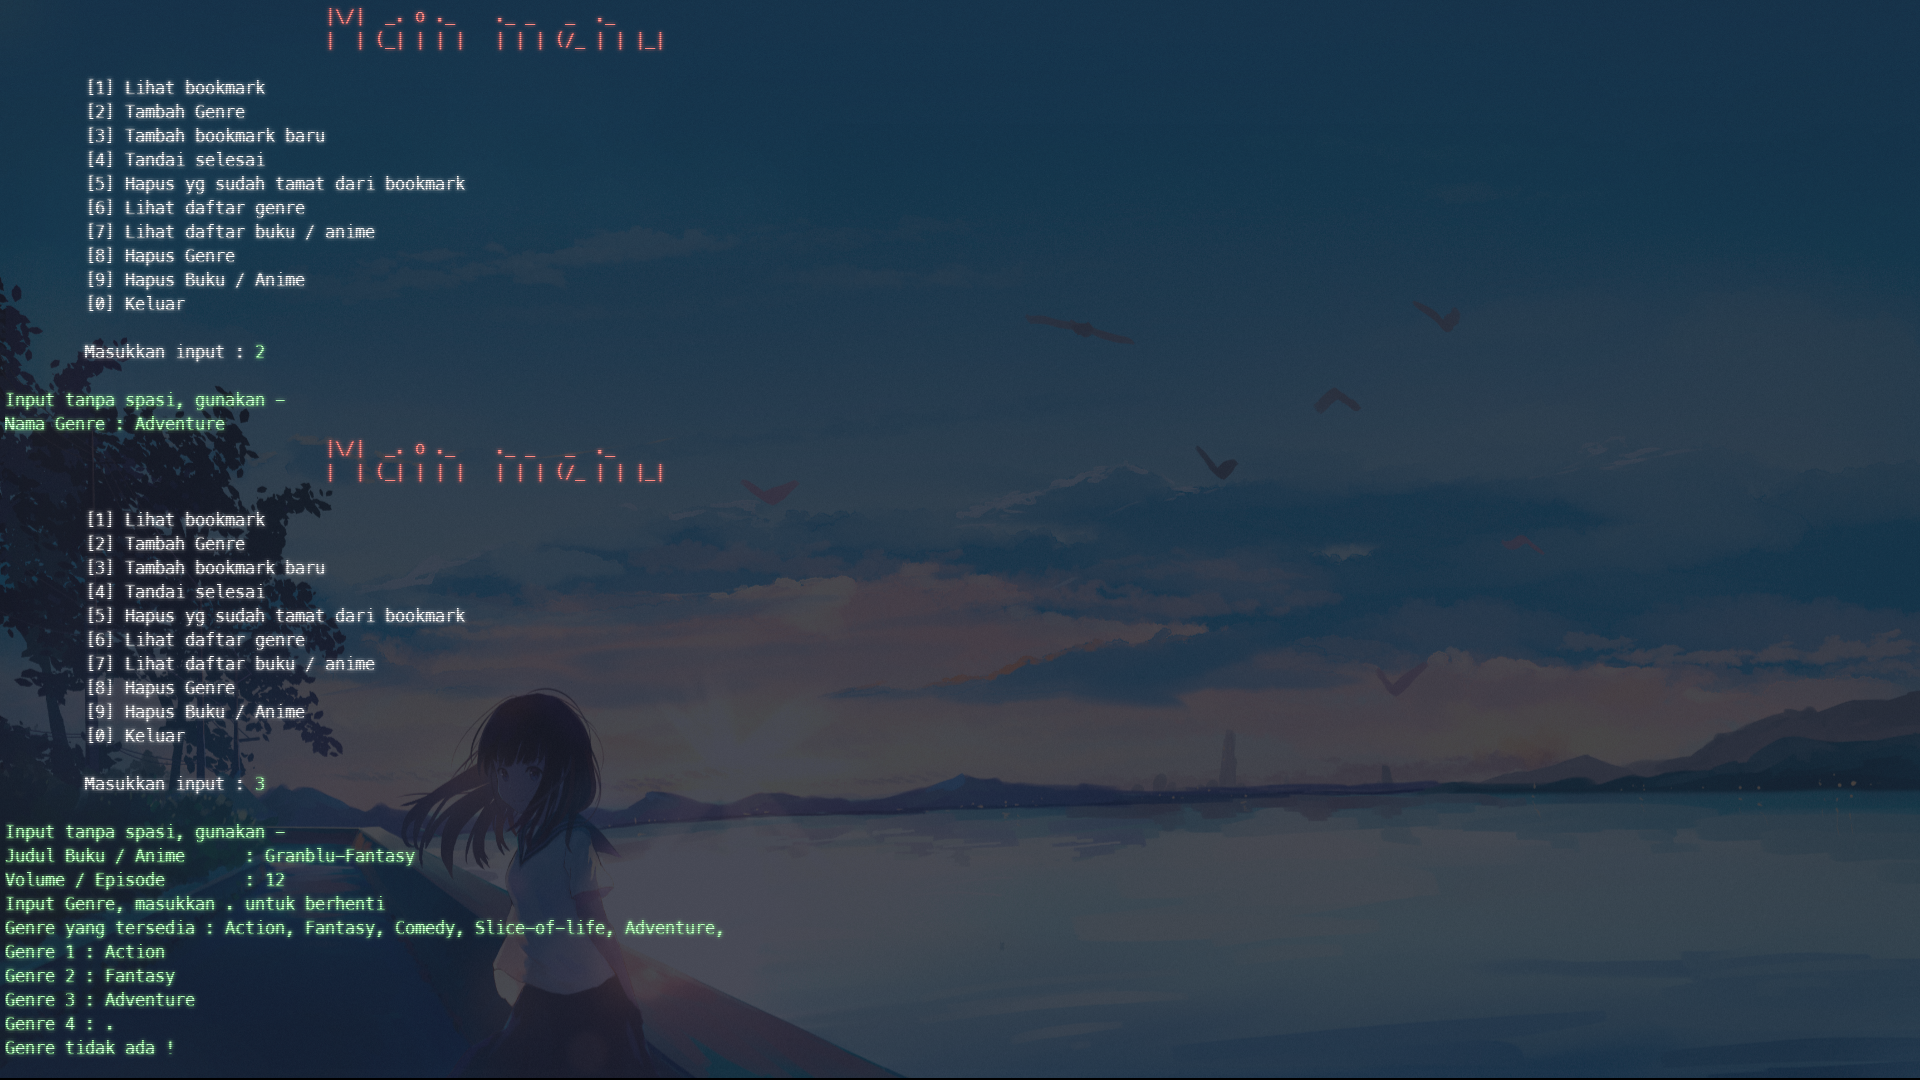 Main menu
[1] Lihat bookmark
[2] Tambah Genre
[3] Tambah bookmark baru
[4] Tandai selesai
[5] Hapus yg sudah tamat dari bookmark
[6] Lihat daftar genre
[7] Lihat daftar buku / anime
[8] Hapus Genre
[9] Hapus Buku / Anime
[0] Keluar
Masukkan input : 2
Input tanpa spasi, gunakan -
Nama Genre : Adventure
Main menu
[1] Lihat bookmark
[2] Tambah Genre
[3] Tambah bookmark baru
[4] Tandai selesai
[5] Hapus yg sudah tamat dari bookmark
[6] Lihat daftar genre
[7] Lihat daftar buku / anime
[8] Hapus Genre
[9] Hapus Buku / Anime
[0] Keluar
Masukkan input : 3
Input tanpa spasi, gunakan -
Judul Buku / Anime : Granblu-Fantasy
Volume / Episode : 12
Input Genre, masukkan . untuk berhenti
Genre yang tersedia : Action, Fantasy, Comedy, Slice-of-life, Adventure,
Genre 1 : Action
Genre 2 : Fantasy
Genre 3 : Adventure
Genre 4 : .
Genre tidak ada !